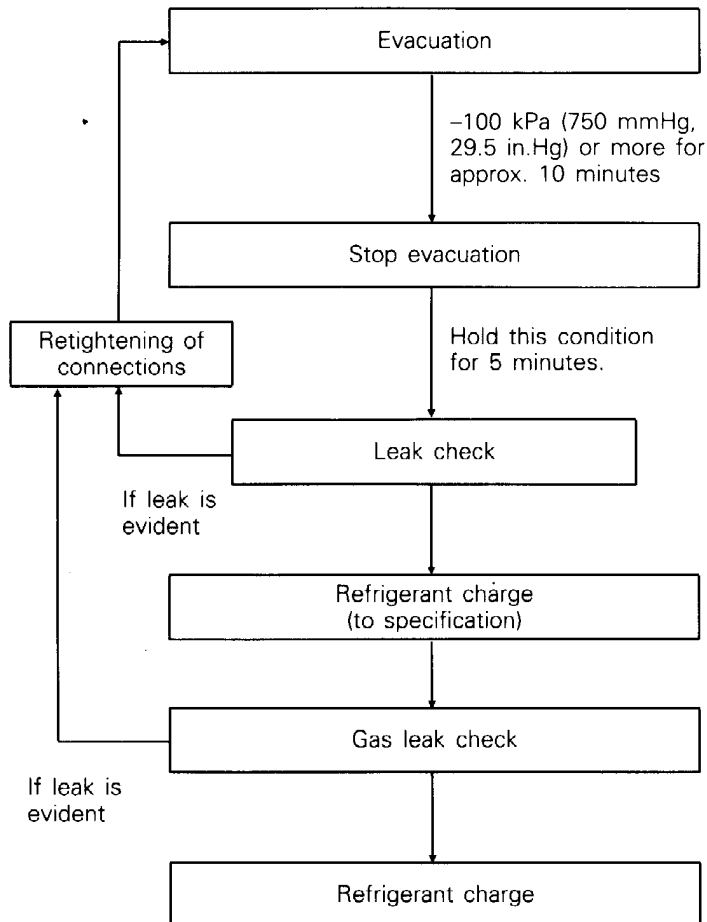 Evacuation
–100 kPa (750 mmHg,
29.5 in.Hg) or more for
approx. 10 minutes
Stop evacuation
Hold this condition
for 5 minutes.
Retightening of
connections
Leak check
If leak is
evident
Refrigerant charge
(to specification)
Gas leak check
If leak is
evident
Refrigerant charge